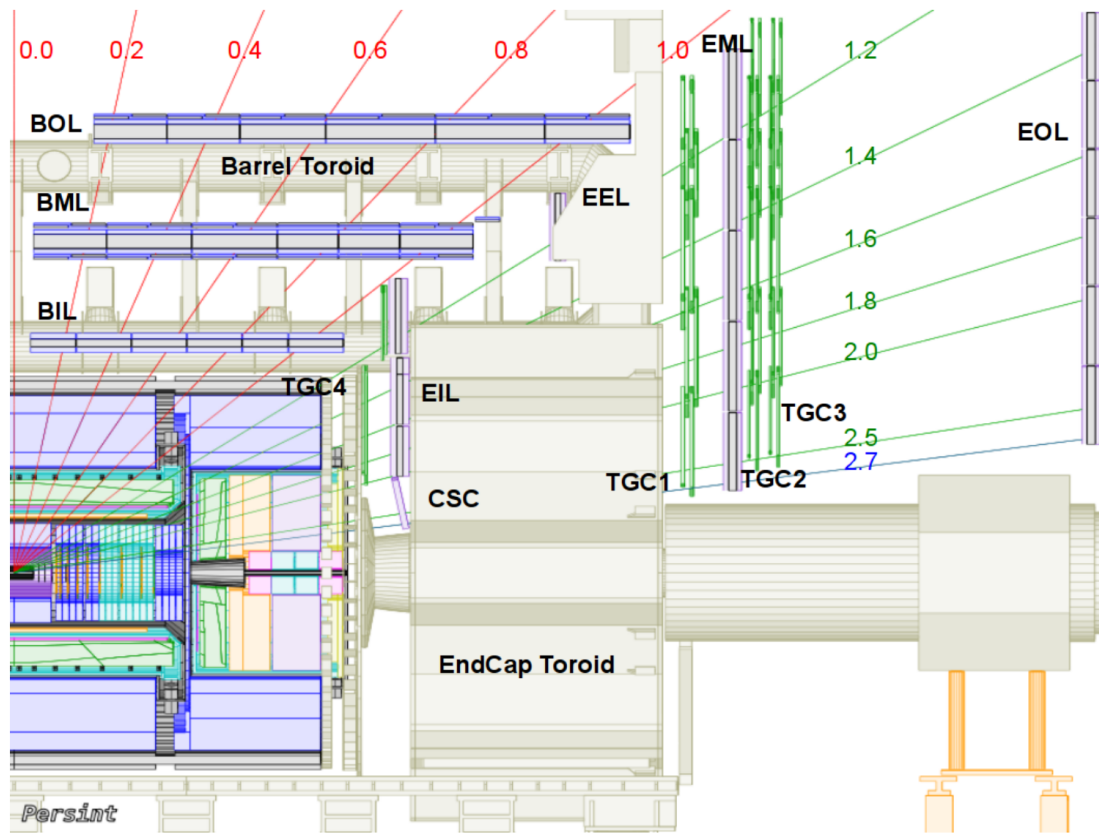 0.0 0.2 0.4 0.6 0.8 1.0 EML 1.2
BOL
EOL
Barrel Toroid
1.4
BML
EEL
1.6
BIL
1.8
2.0
TGC4
EIL
TGC3
2.5
2.7
TGC1
TGC2
CSC
EndCap Toroid
Persint